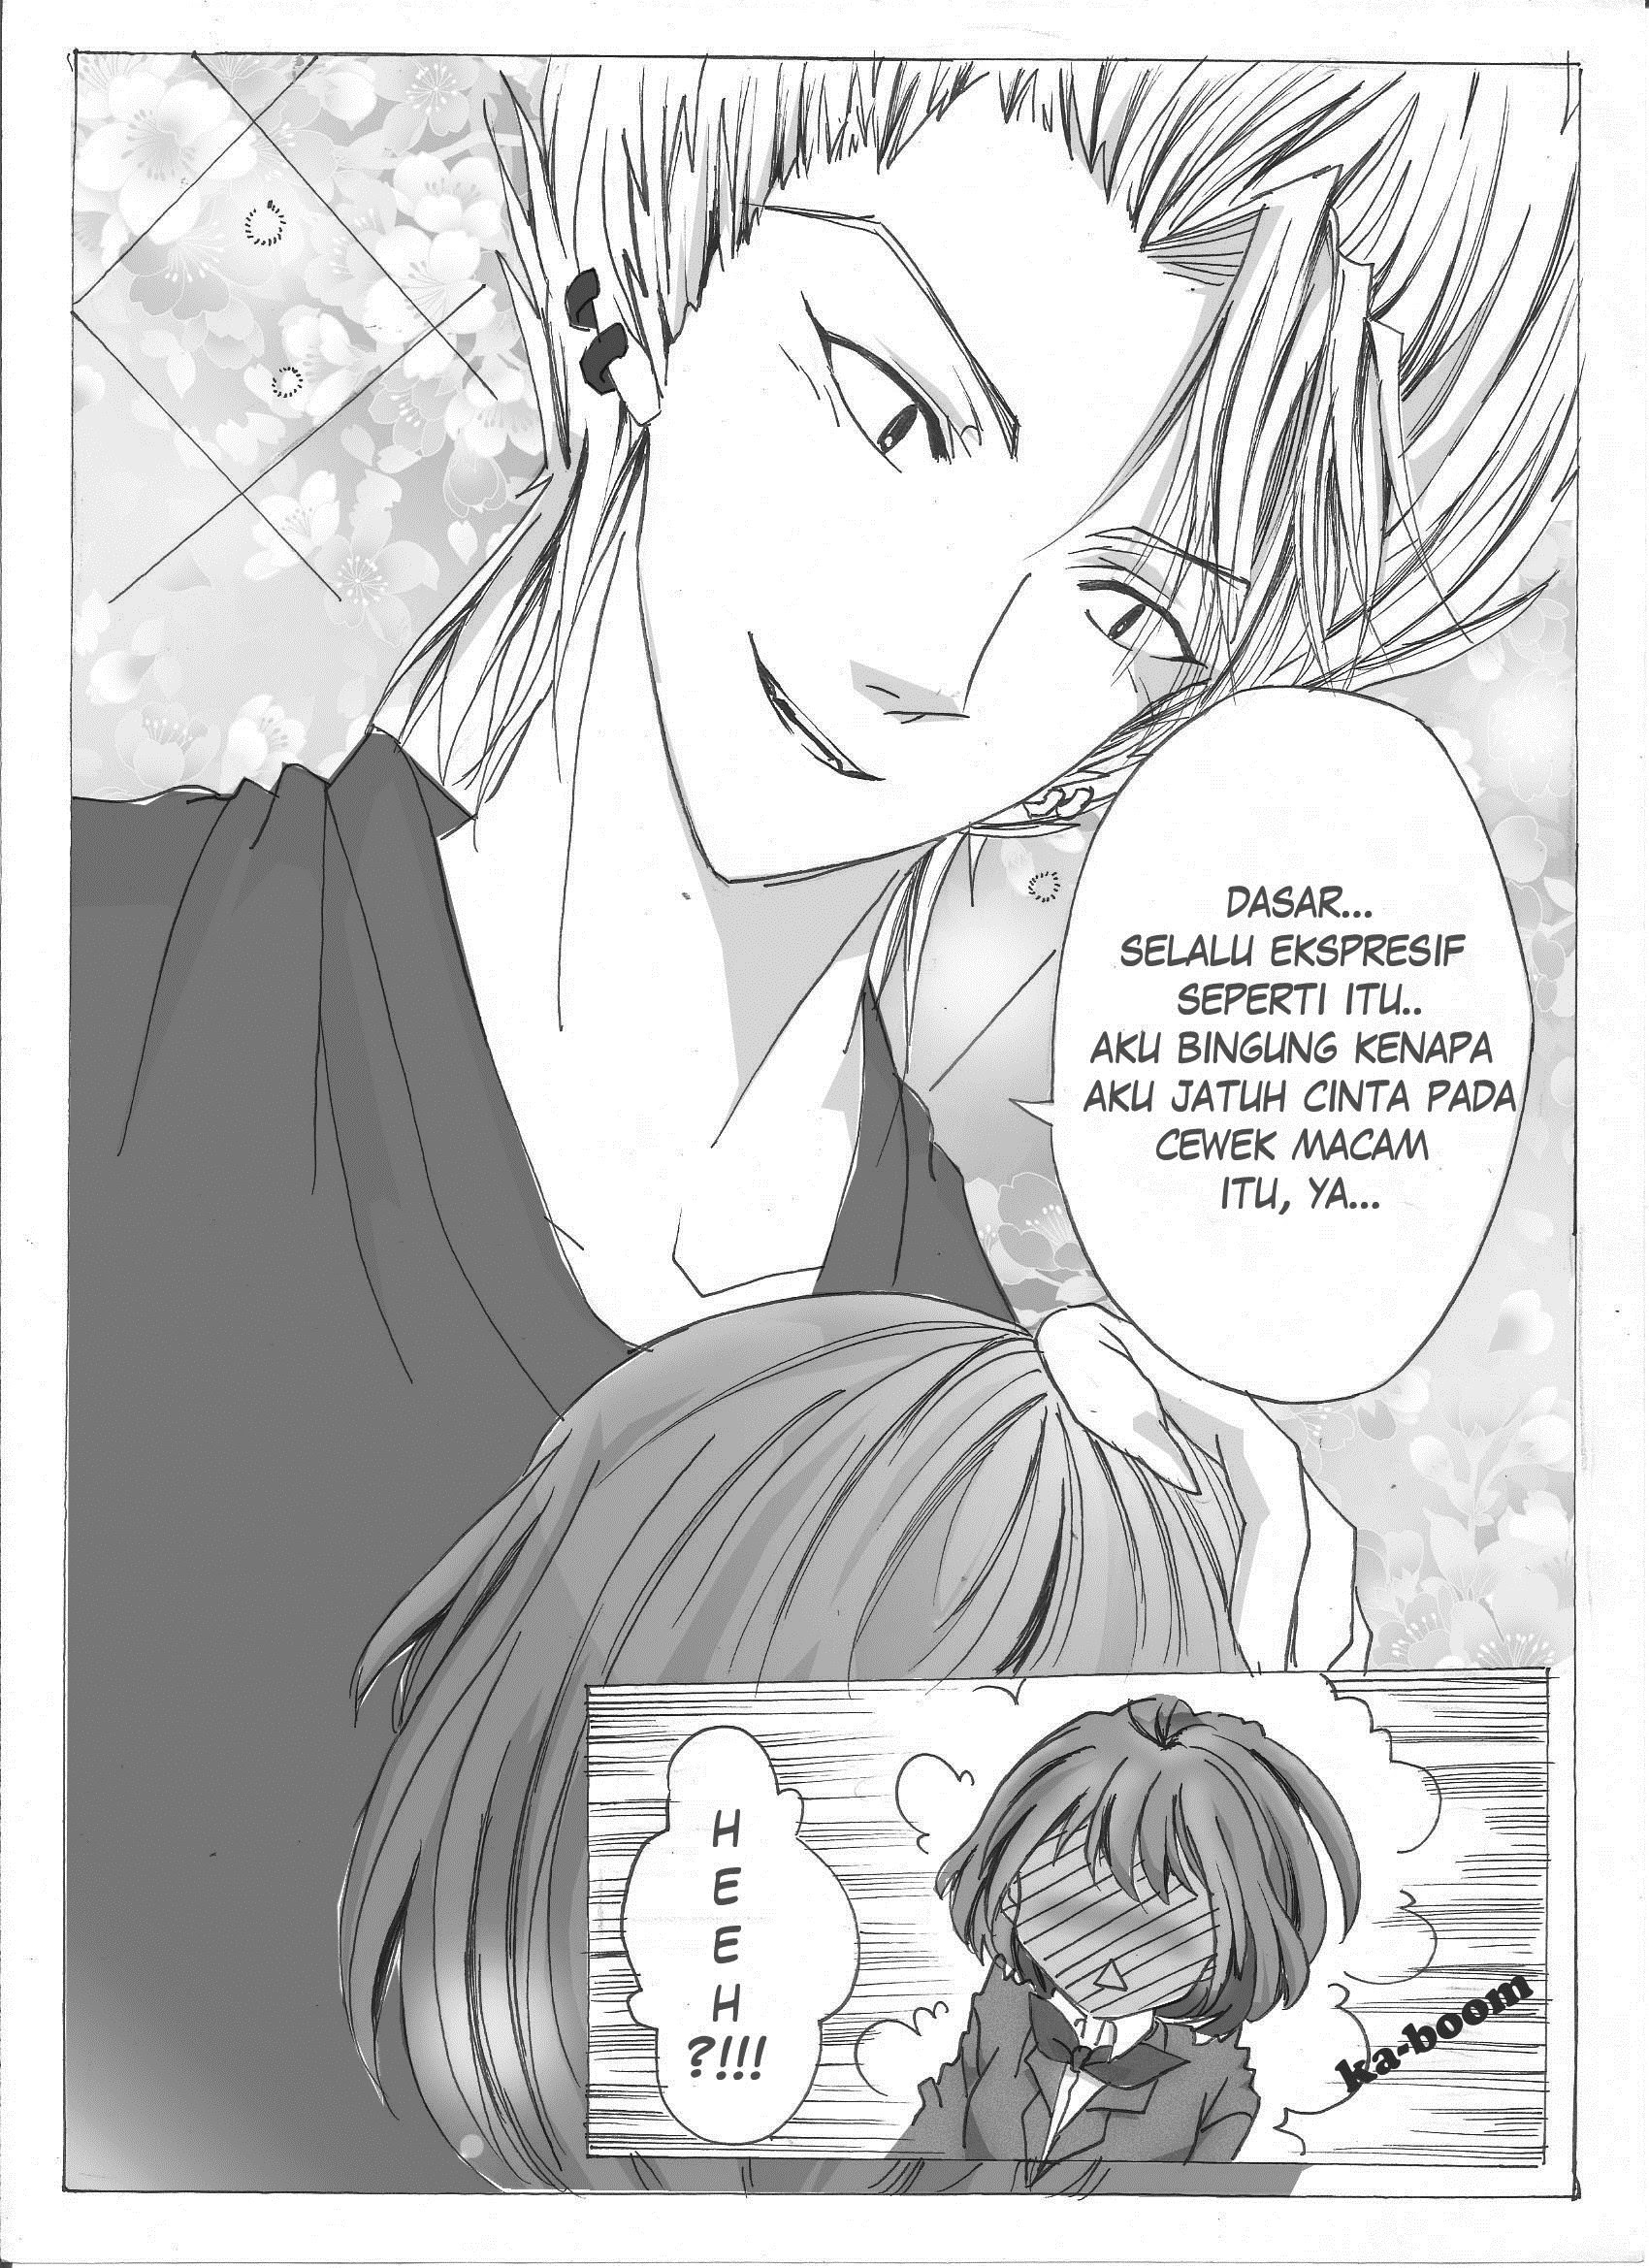 DASAR...
SELALU EKSPRESIF
SEPERTI ITU..
AKU BINGUNG KENAPA
AKU JATUH CINTA PADA
CEWEK MACAM
ITU, YA...
H
E
E
H
?!!!
ka-boom